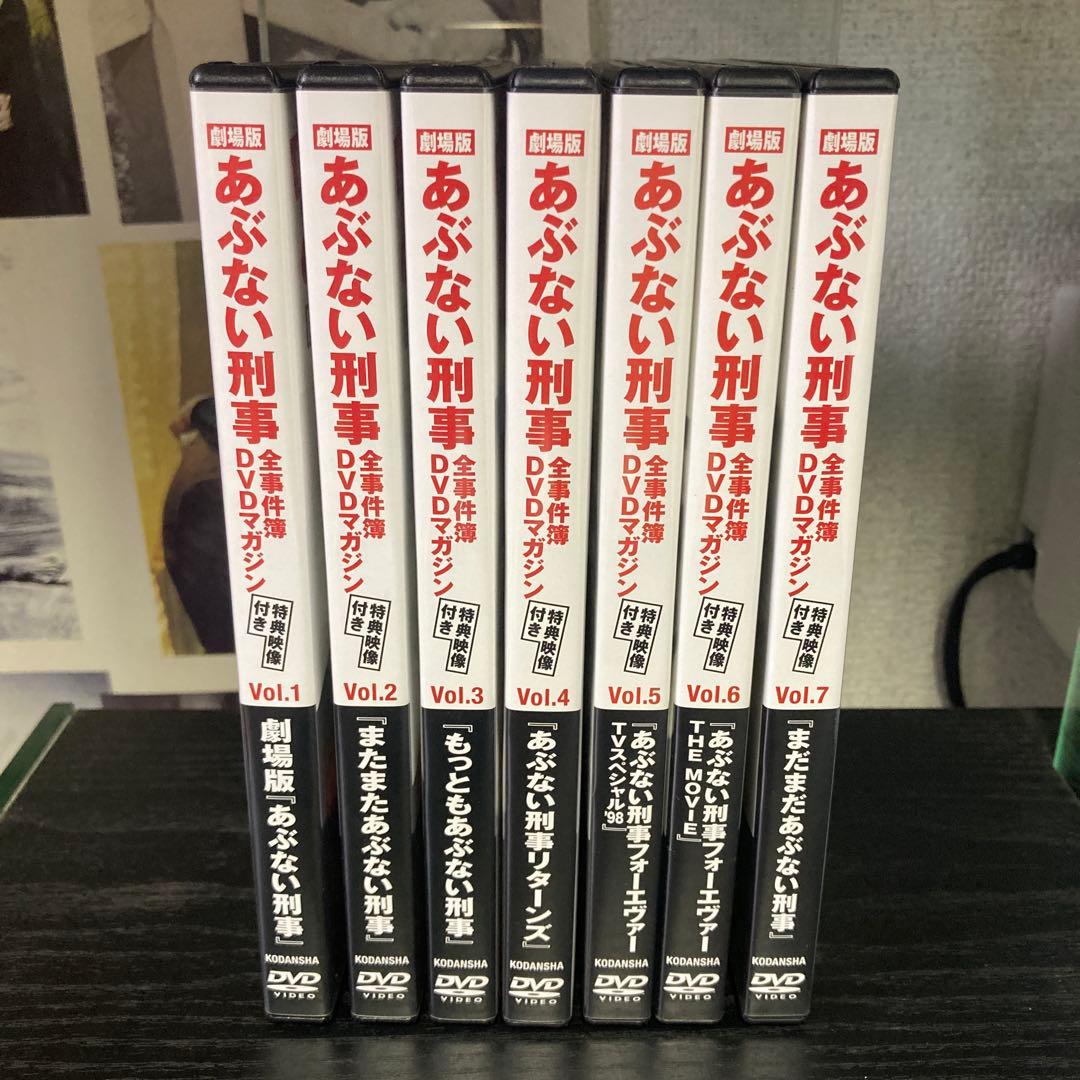 劇場版
あぶない刑事
全事件簿
DVDマガジン
特典映像
付き
Vol.1
劇場版『あぶない刑事』
KODANSHA
DVD
VIDEO
劇場版
あぶない刑事
全事件簿
DVDマガジン
特典映像
付き
Vol.2
『またまたあぶない刑事』
KODANSHA
DVD
VIDEO
劇場版
あぶない刑事
全事件簿
DVDマガジン
特典映像
付き
Vol.3
『もっともあぶない刑事』
KODANSHA
DVD
VIDEO
劇場版
あぶない刑事
全事件簿
DVDマガジン
特典映像
付き
Vol.4
『あぶない刑事リターンズ』
KODANSHA
DVD
VIDEO
劇場版
あぶない刑事
全事件簿
DVDマガジン
特典映像
付き
Vol.5
『あぶない刑事フォーエヴァー
TVスペシャル'98』
KODANSHA
DVD
VIDEO
劇場版
あぶない刑事
全事件簿
DVDマガジン
特典映像
付き
Vol.6
『あぶない刑事フォーエヴァー
THE MOVIE』
KODANSHA
DVD
VIDEO
劇場版
あぶない刑事
全事件簿
DVDマガジン
特典映像
付き
Vol.7
『まだまだあぶない刑事』
KODANSHA
DVD
VIDEO